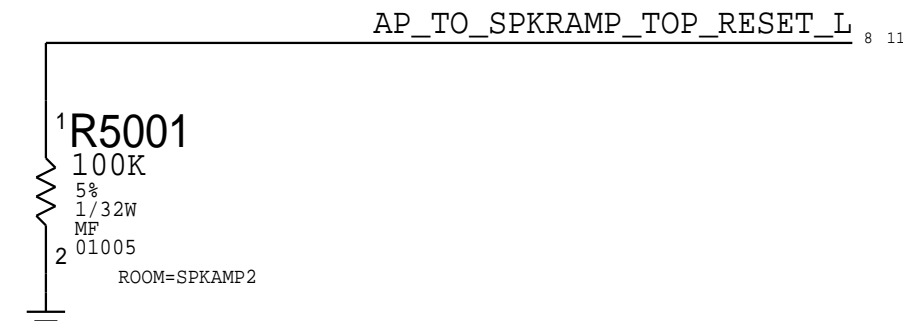 AP_TO_SPKRAMP_TOP_RESET_L 8 11
1 R5001
100K
5%
1/32W
MF
2 01005
ROOM=SPKAMP2